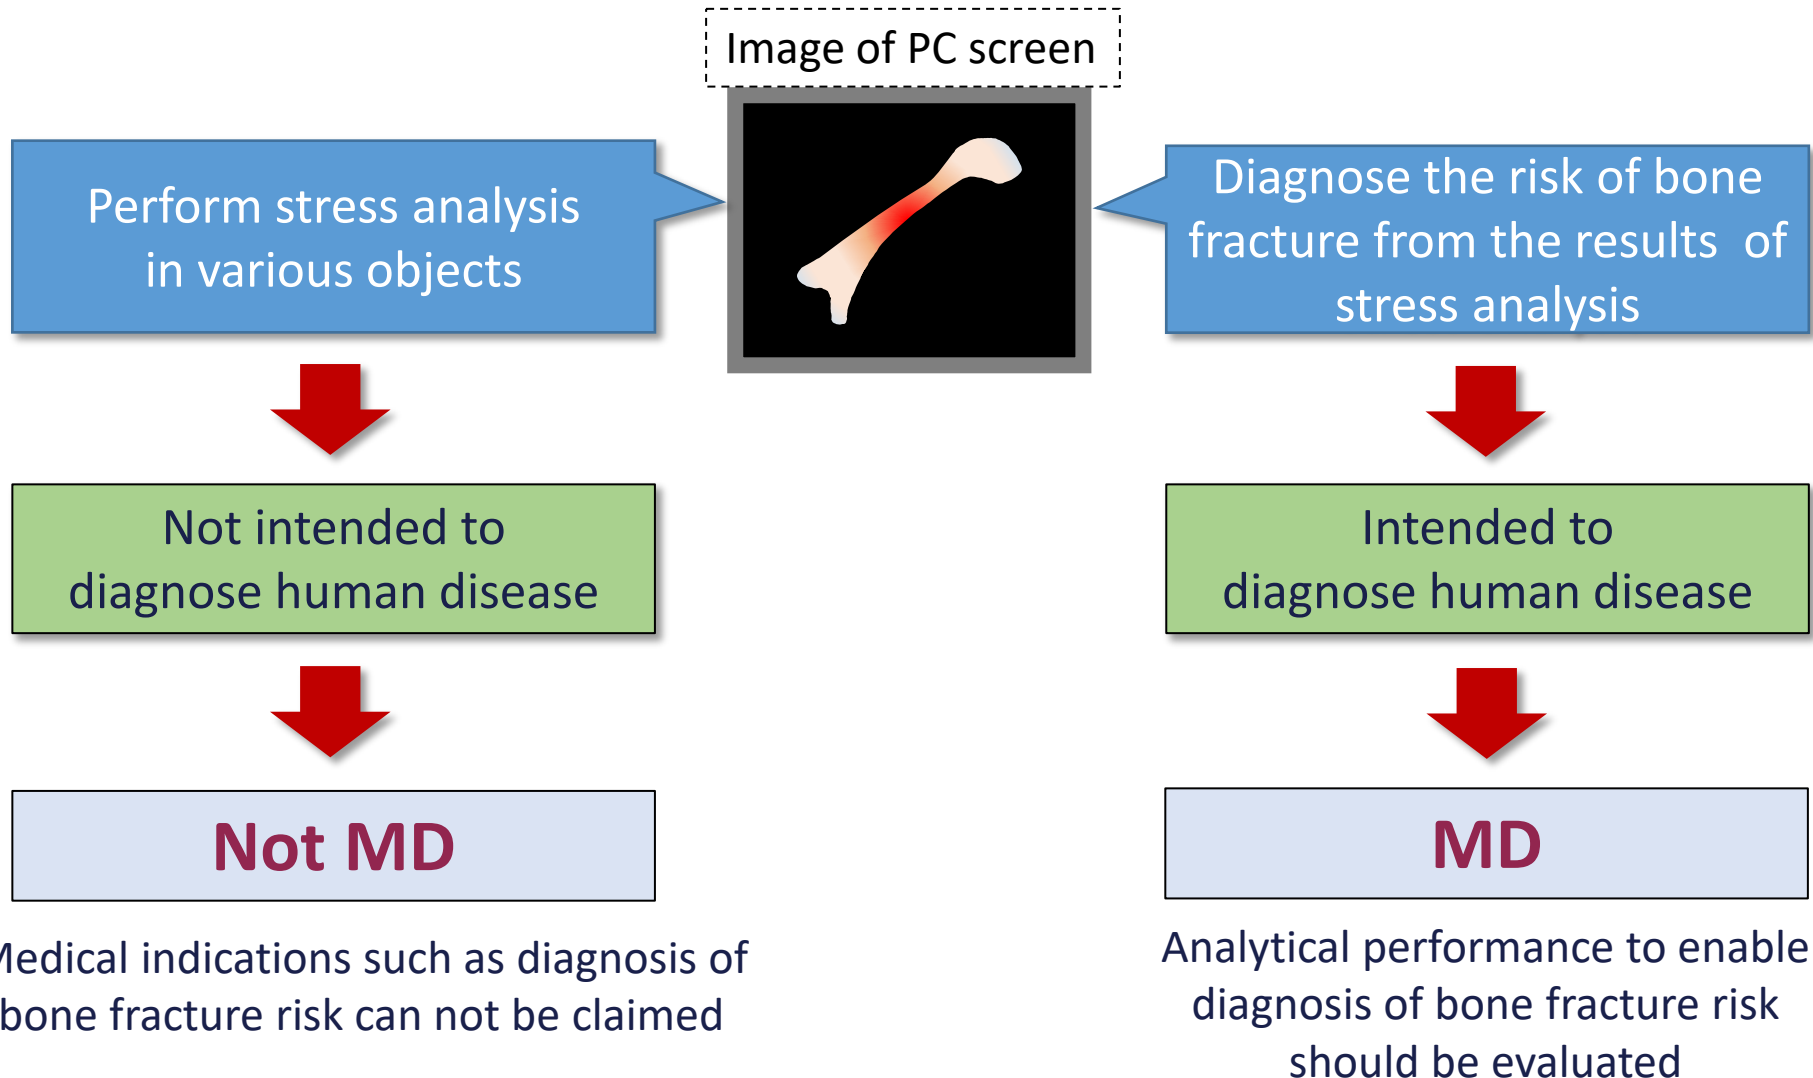 Image of PC screen
Perform stress analysis
in various objects
Diagnose the risk of bone
fracture from the results of
stress analysis
Not intended to
diagnose human disease
Intended to
diagnose human disease
Not MD
MD
Medical indications such as diagnosis of
bone fracture risk can not be claimed
Analytical performance to enable
diagnosis of bone fracture risk
should be evaluated